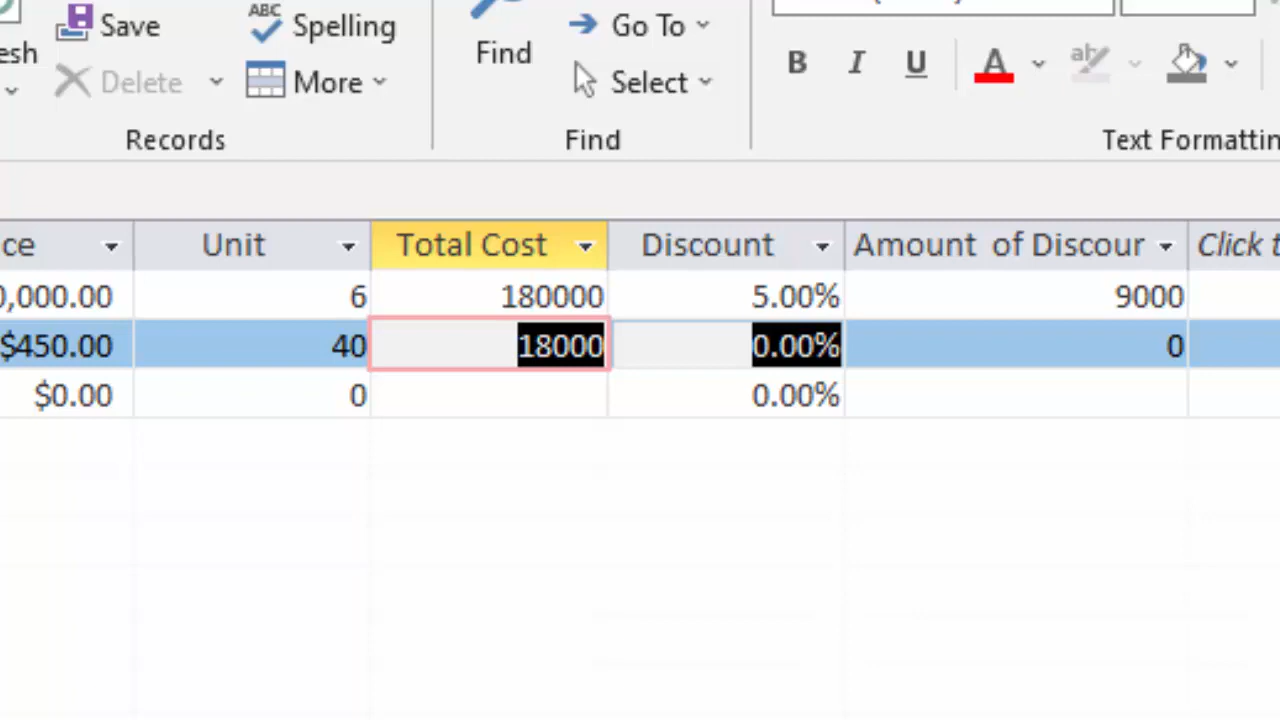 Save
ABC
Spelling
Find
Go To
B I U A ab
esh
Delete
More
Select
Records
Find
Text Formattin
ce
Unit
Total Cost
Discount
Amount of Discour
Click t
0,000.00
6
180000
5.00%
9000
$450.00
40
18000
0.00%
0
$0.00
0
0.00%